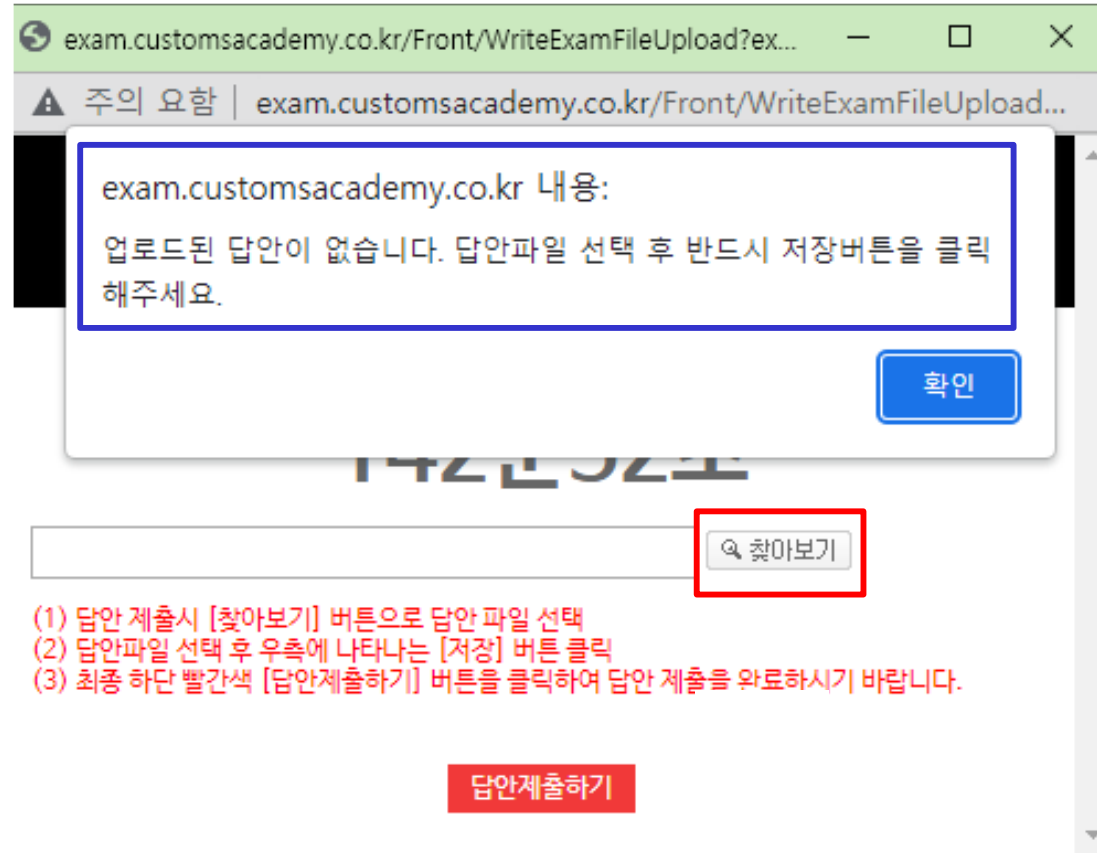 exam.customsacademy.co.kr/Front/WriteExamFileUpload?ex...
주의 요함 | exam.customsacademy.co.kr/Front/WriteExamFileUpload...
exam.customsacademy.co.kr 내용:
업로드된 답안이 없습니다. 답안파일 선택 후 반드시 저장버튼을 클릭
해주세요.
확인
찾아보기
(1) 답안 제출시 [찾아보기] 버튼으로 답안 파일 선택
(2) 답안파일 선택 후 우측에 나타나는 [저장] 버튼 클릭
(3) 최종 하단 빨간색 [답안제출하기] 버튼을 클릭하여 답안 제출을 완료하시기 바랍니다.
답안제출하기